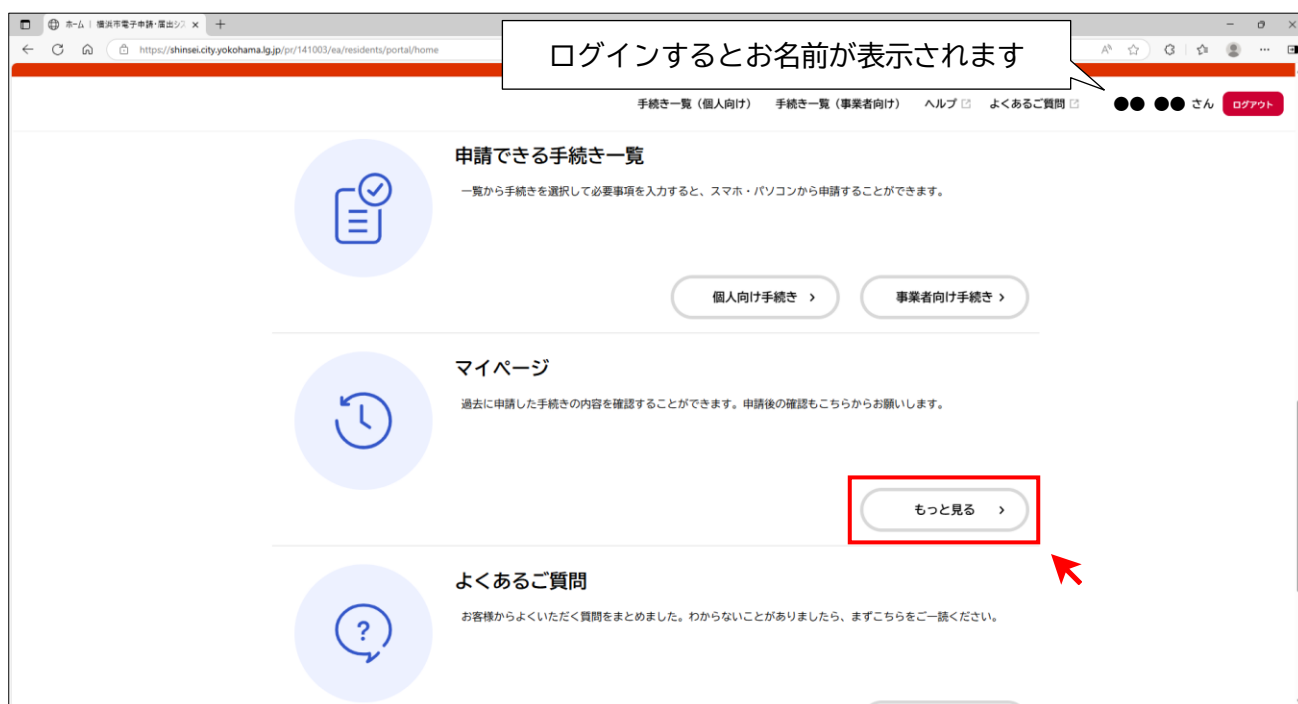 ホーム | 横浜市電子申請・届出シス
https://shinsei.city.yokohama.lg.jp/pr/141003/ea/residents/portal/home
ログインするとお名前が表示されます
手続き一覧（個人向け） 手続き一覧（事業者向け） ヘルプ よくあるご質問 ●● ●● さん ログアウト
申請できる手続き一覧
一覧から手続きを選択して必要事項を入力すると、スマホ・パソコンから申請することができます。
個人向け手続き 事業者向け手続き
マイページ
過去に申請した手続きの内容を確認することができます。申請後の確認もこちらからお願いします。
もっと見る
よくあるご質問
お客様からよくいただく質問をまとめました。わからないことがありましたら、まずこちらをご一読ください。